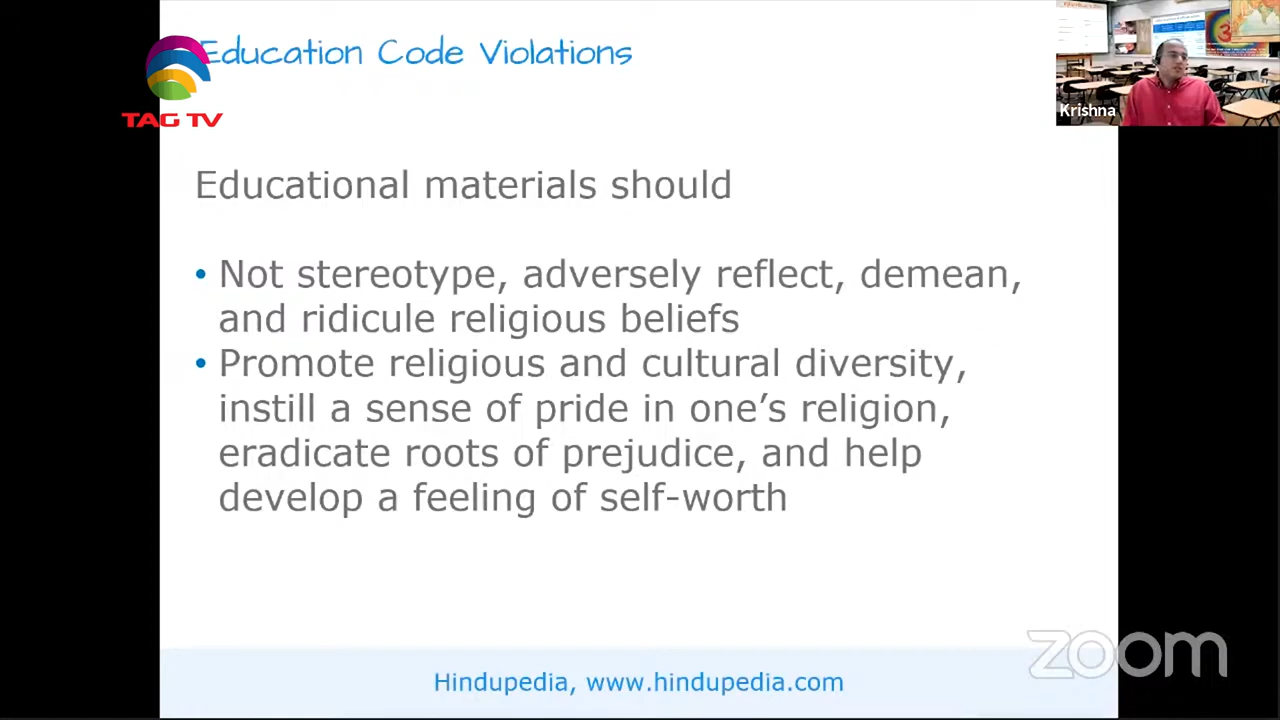 Education Code Violations
TAG TV
Krishna
Educational materials should
• Not stereotype, adversely reflect, demean,
and ridicule religious beliefs
• Promote religious and cultural diversity,
instill a sense of pride in one's religion,
eradicate roots of prejudice, and help
develop a feeling of self-worth
zoom
Hindupedia, www.hindupedia.com